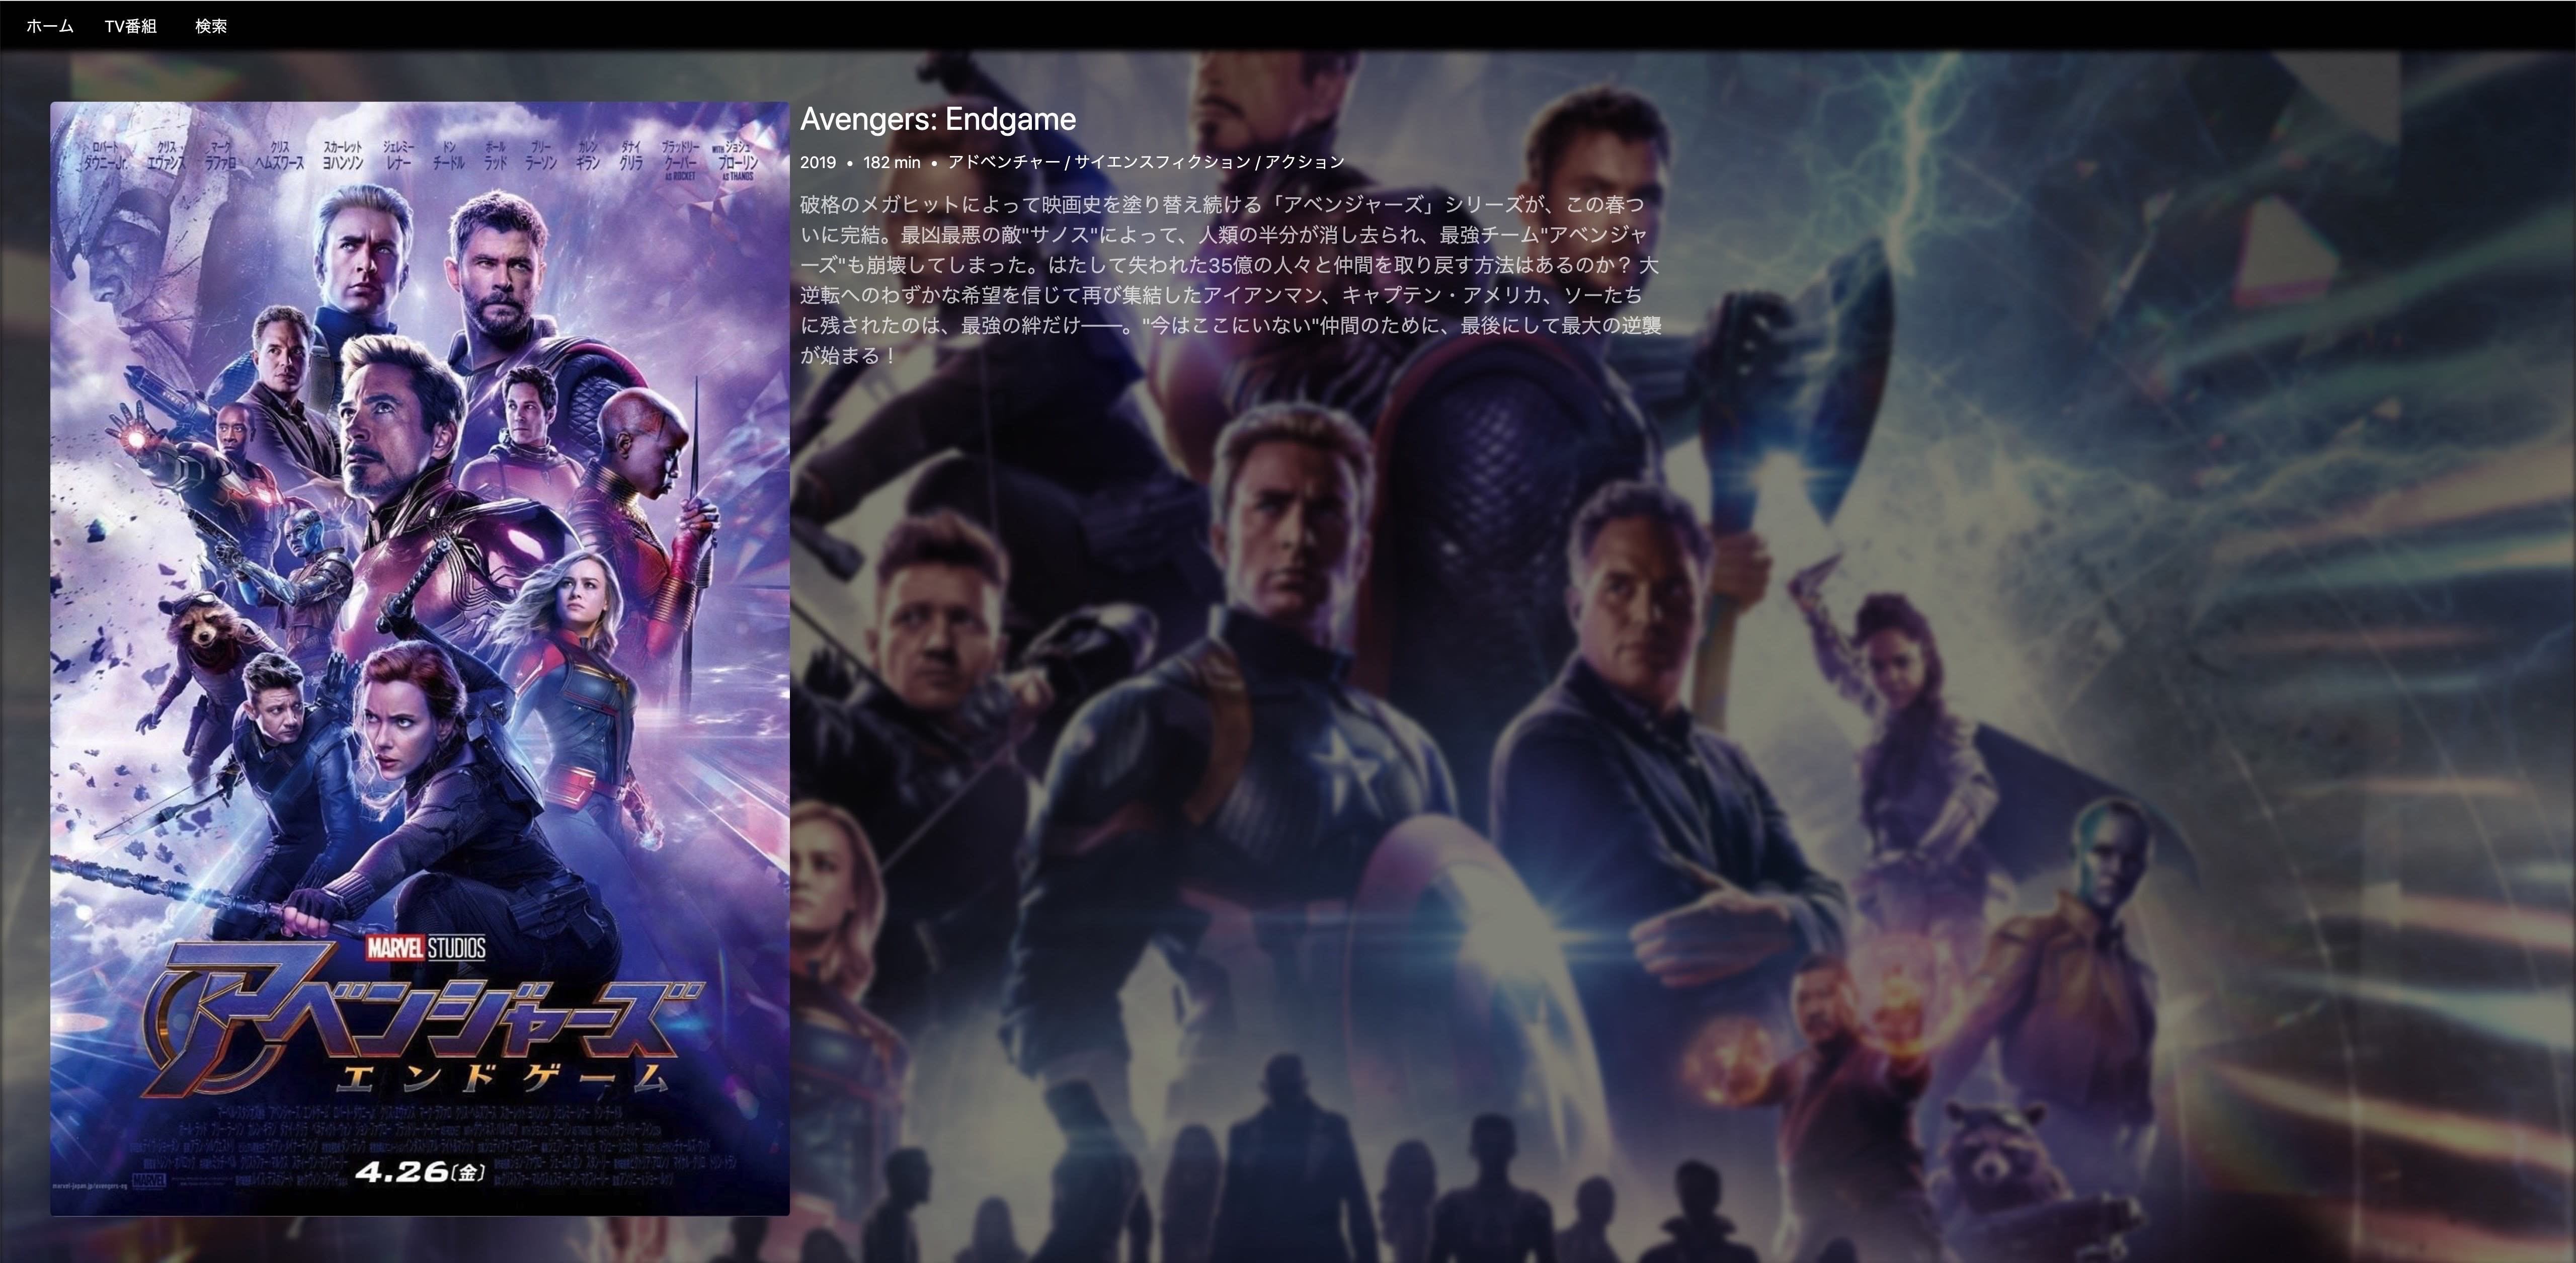 ホーム
TV番組
検索
ロバート ダウニーJr.
クリス エヴァンス
マーク ラファロ
クリス ヘムズワース
スカーレット ヨハンソン
ジェレミー レナー
ドン チードル
ポール ラッド
ブリー ラーソン
カレン ギラン
ダナイ グリラ
ブラッドリー クーパー AS ROCKET
WITH ジョシュ ブローリン AS THANOS
MARVEL STUDIOS
アベンジャーズ
エンドゲーム
4.26(金)
marvel-japan.jp/avengers-eg
MARVEL
Avengers: Endgame
2019 • 182 min • アドベンチャー / サイエンスフィクション / アクション
破格のメガヒットによって映画史を塗り替え続ける「アベンジャーズ」シリーズが、この春つ
いに完結。最凶最悪の敵"サノス"によって、人類の半分が消し去られ、最強チーム"アベンジャ
ーズ"も崩壊してしまった。はたして失われた35億の人々と仲間を取り戻す方法はあるのか？ 大
逆転へのわずかな希望を信じて再び集結したアイアンマン、キャプテン・アメリカ、ソーたち
に残されたのは、最強の絆だけ――。"今はここにいない"仲間のために、最後にして最大の逆襲
が始まる！